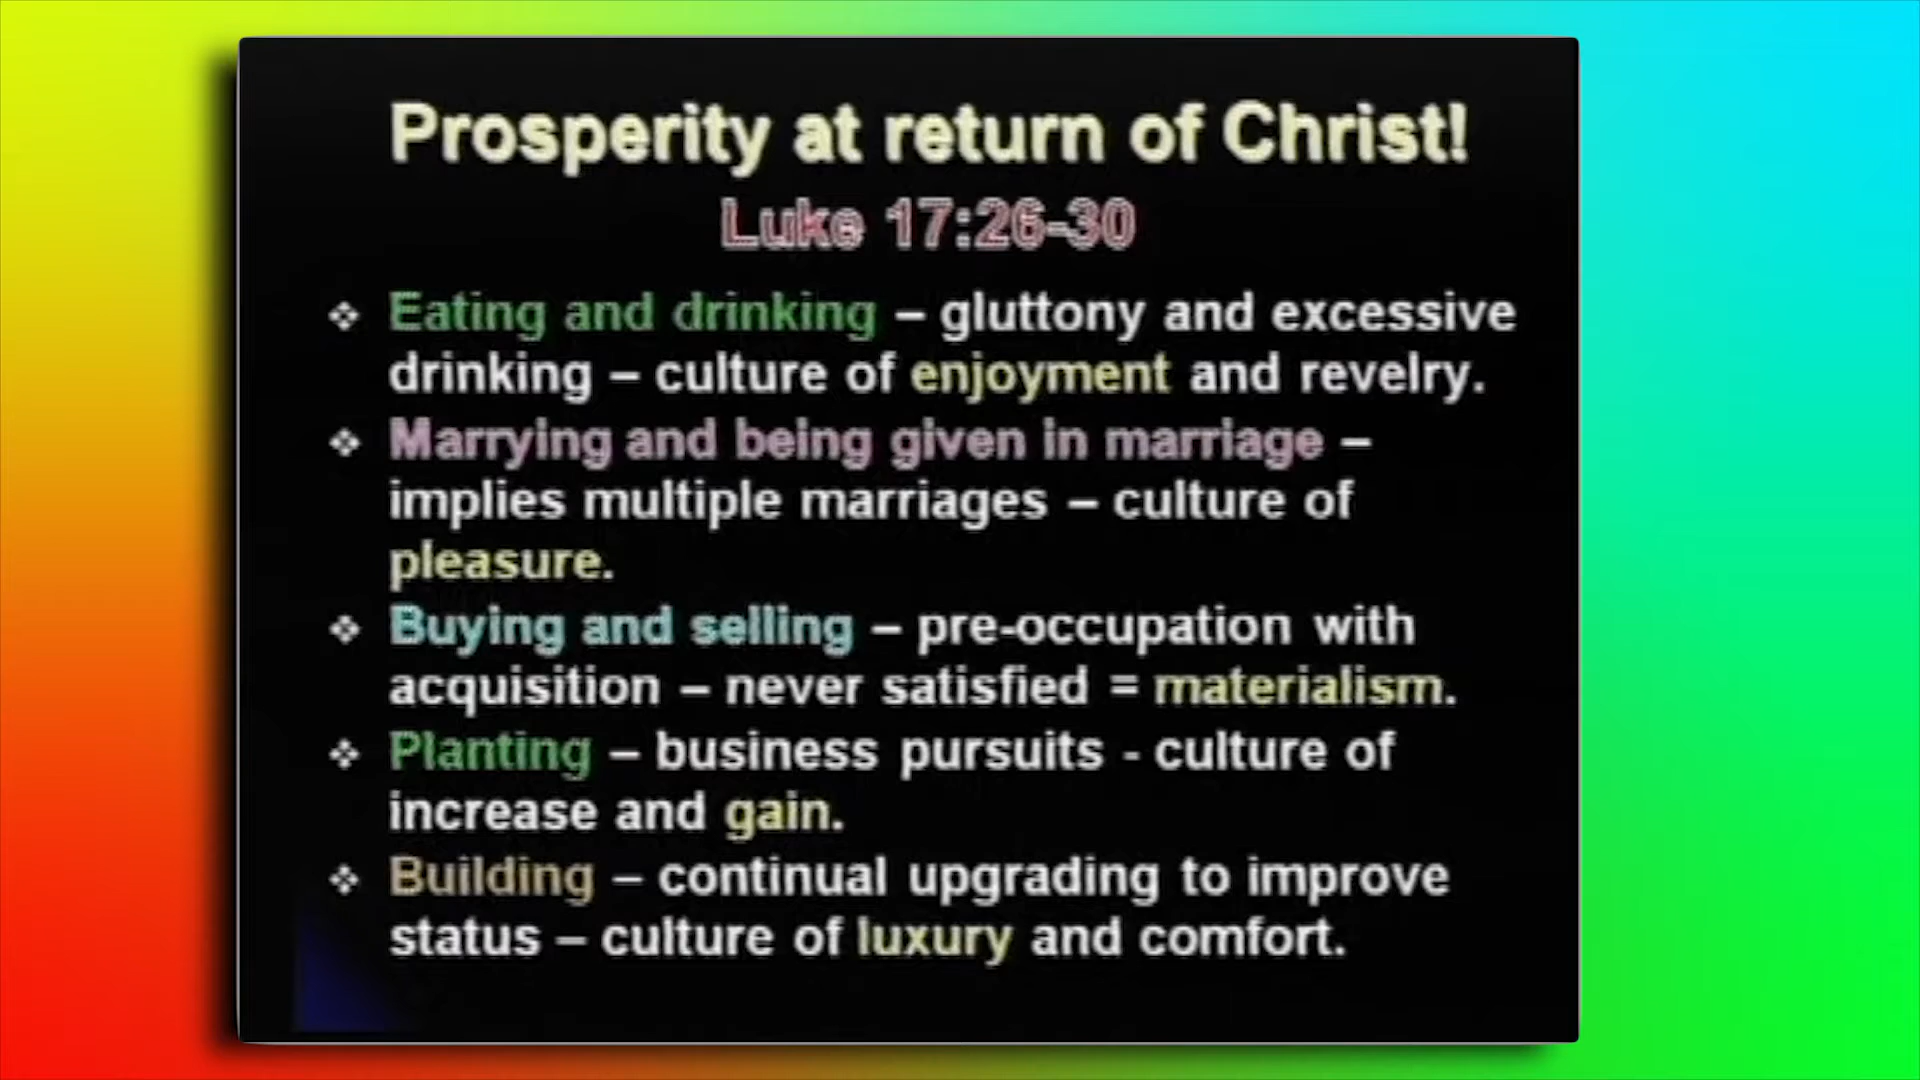 Prosperity at return of Christ!
Luke 17:26-30
❖ Eating and drinking – gluttony and excessive
drinking – culture of enjoyment and revelry.
❖ Marrying and being given in marriage –
implies multiple marriages – culture of
pleasure.
❖ Buying and selling – pre-occupation with
acquisition – never satisfied = materialism.
❖ Planting – business pursuits - culture of
increase and gain.
❖ Building – continual upgrading to improve
status – culture of luxury and comfort.